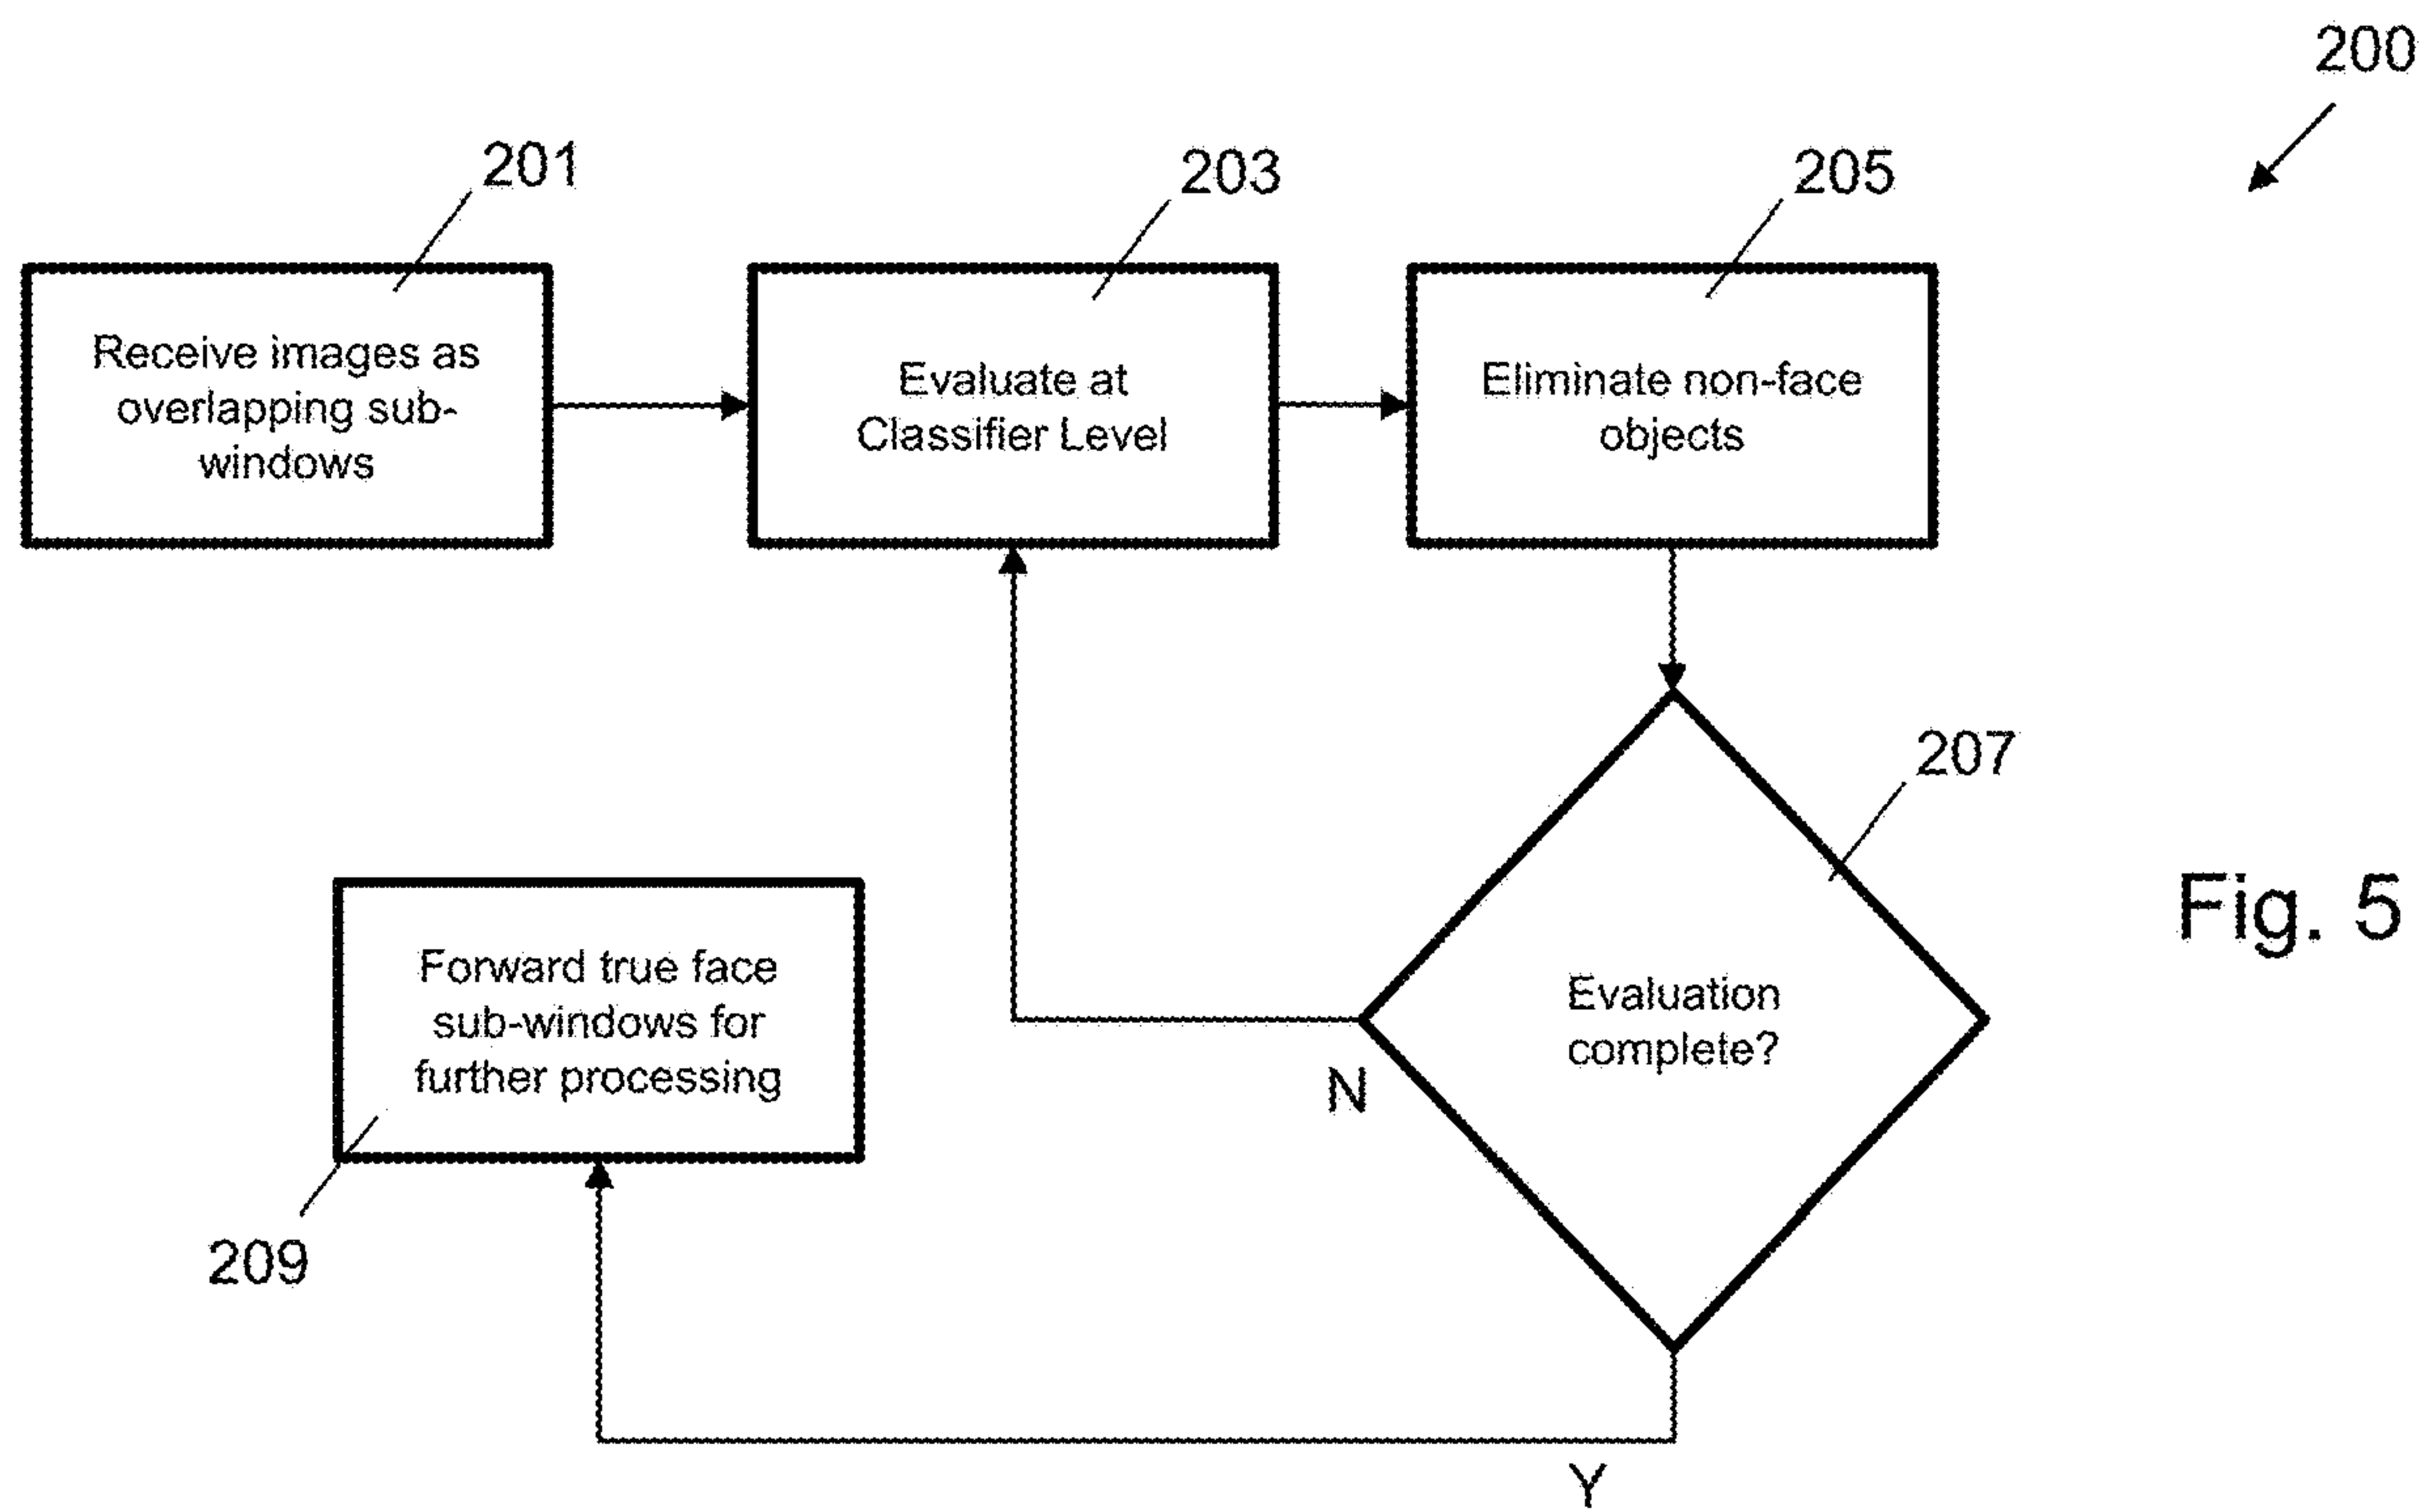 200
201
203
205
Receive images as
overlapping sub-
windows
Evaluate at
Classifier Level
Eliminate non-face
objects
207
Fig. 5
Forward true face
sub-windows for
further processing
Evaluation
complete?
N
209
Y